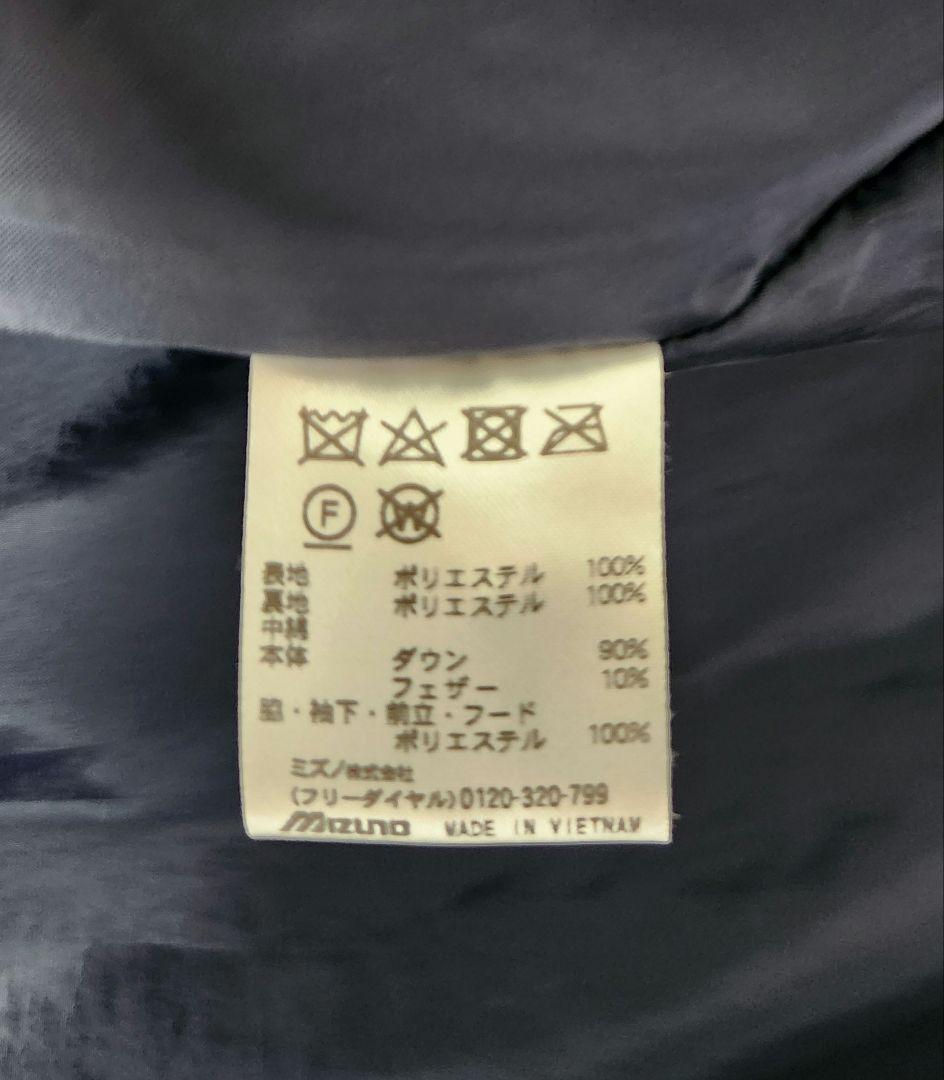 F W
表地 ポリエステル 100%
裏地 ポリエステル 100%
中綿
本体 ダウン 90%
フェザー 10%
脇・袖下・前立・フード
ポリエステル 100%
ミズノ株式会社
(フリーダイヤル)0120-320-799
MIZUNO MADE IN VIETNAM